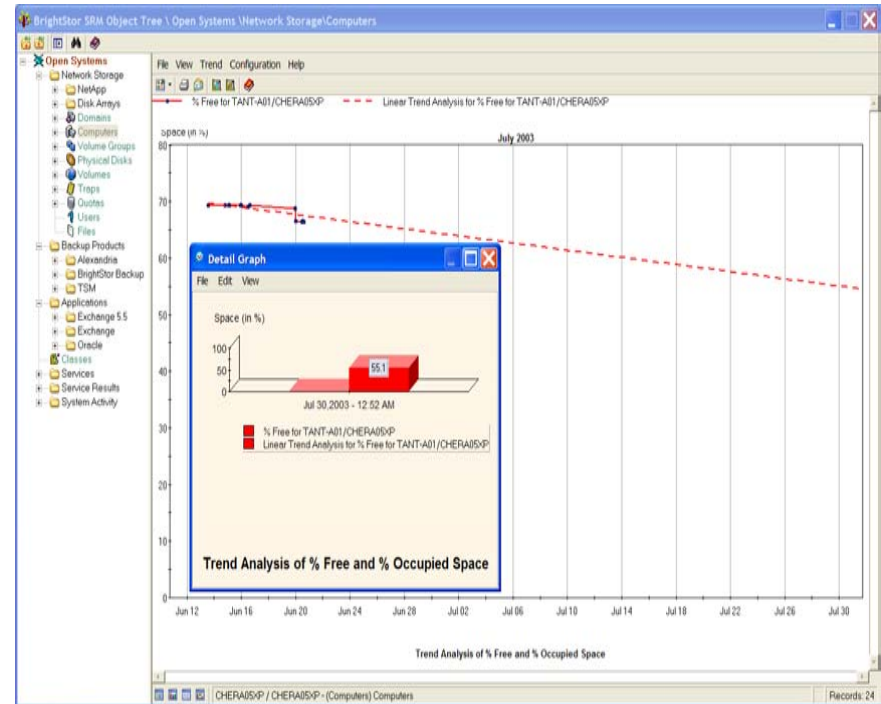 BrightStor SRM Object Tree \ Open Systems \Network Storage\Computers
Open Systems
Network Storage
NetApp
Disk Arrays
Domains
Computers
Volume Groups
Physical Disks
Volumes
Traps
Quotas
Users
Files
Backup Products
Alexandria
BrightStor Backup
TSM
Applications
Exchange 5.5
Exchange
Oracle
Classes
Services
Service Results
System Activity
File View Trend Configuration Help
% Free for TANT-A01/CHERA05XP Linear Trend Analysis for % Free for TANT-A01/CHERA05XP
Space (in %)
July 2003
80
70
60
50
40
30
20
10
0
Detail Graph
File Edit View
Space (in %)
100
50
0
55.1
Jul 30,2003 - 12:52 AM
% Free for TANT-A01/CHERA05XP
Linear Trend Analysis for % Free for TANT-A01/CHERA05XP
Trend Analysis of % Free and % Occupied Space
Jun 12 Jun 16 Jun 20 Jun 24 Jun 28 Jul 02 Jul 06 Jul 10 Jul 14 Jul 18 Jul 22 Jul 26 Jul 30
Trend Analysis of % Free and % Occupied Space
CHERA05XP / CHERA05XP - (Computers) Computers
Records: 24